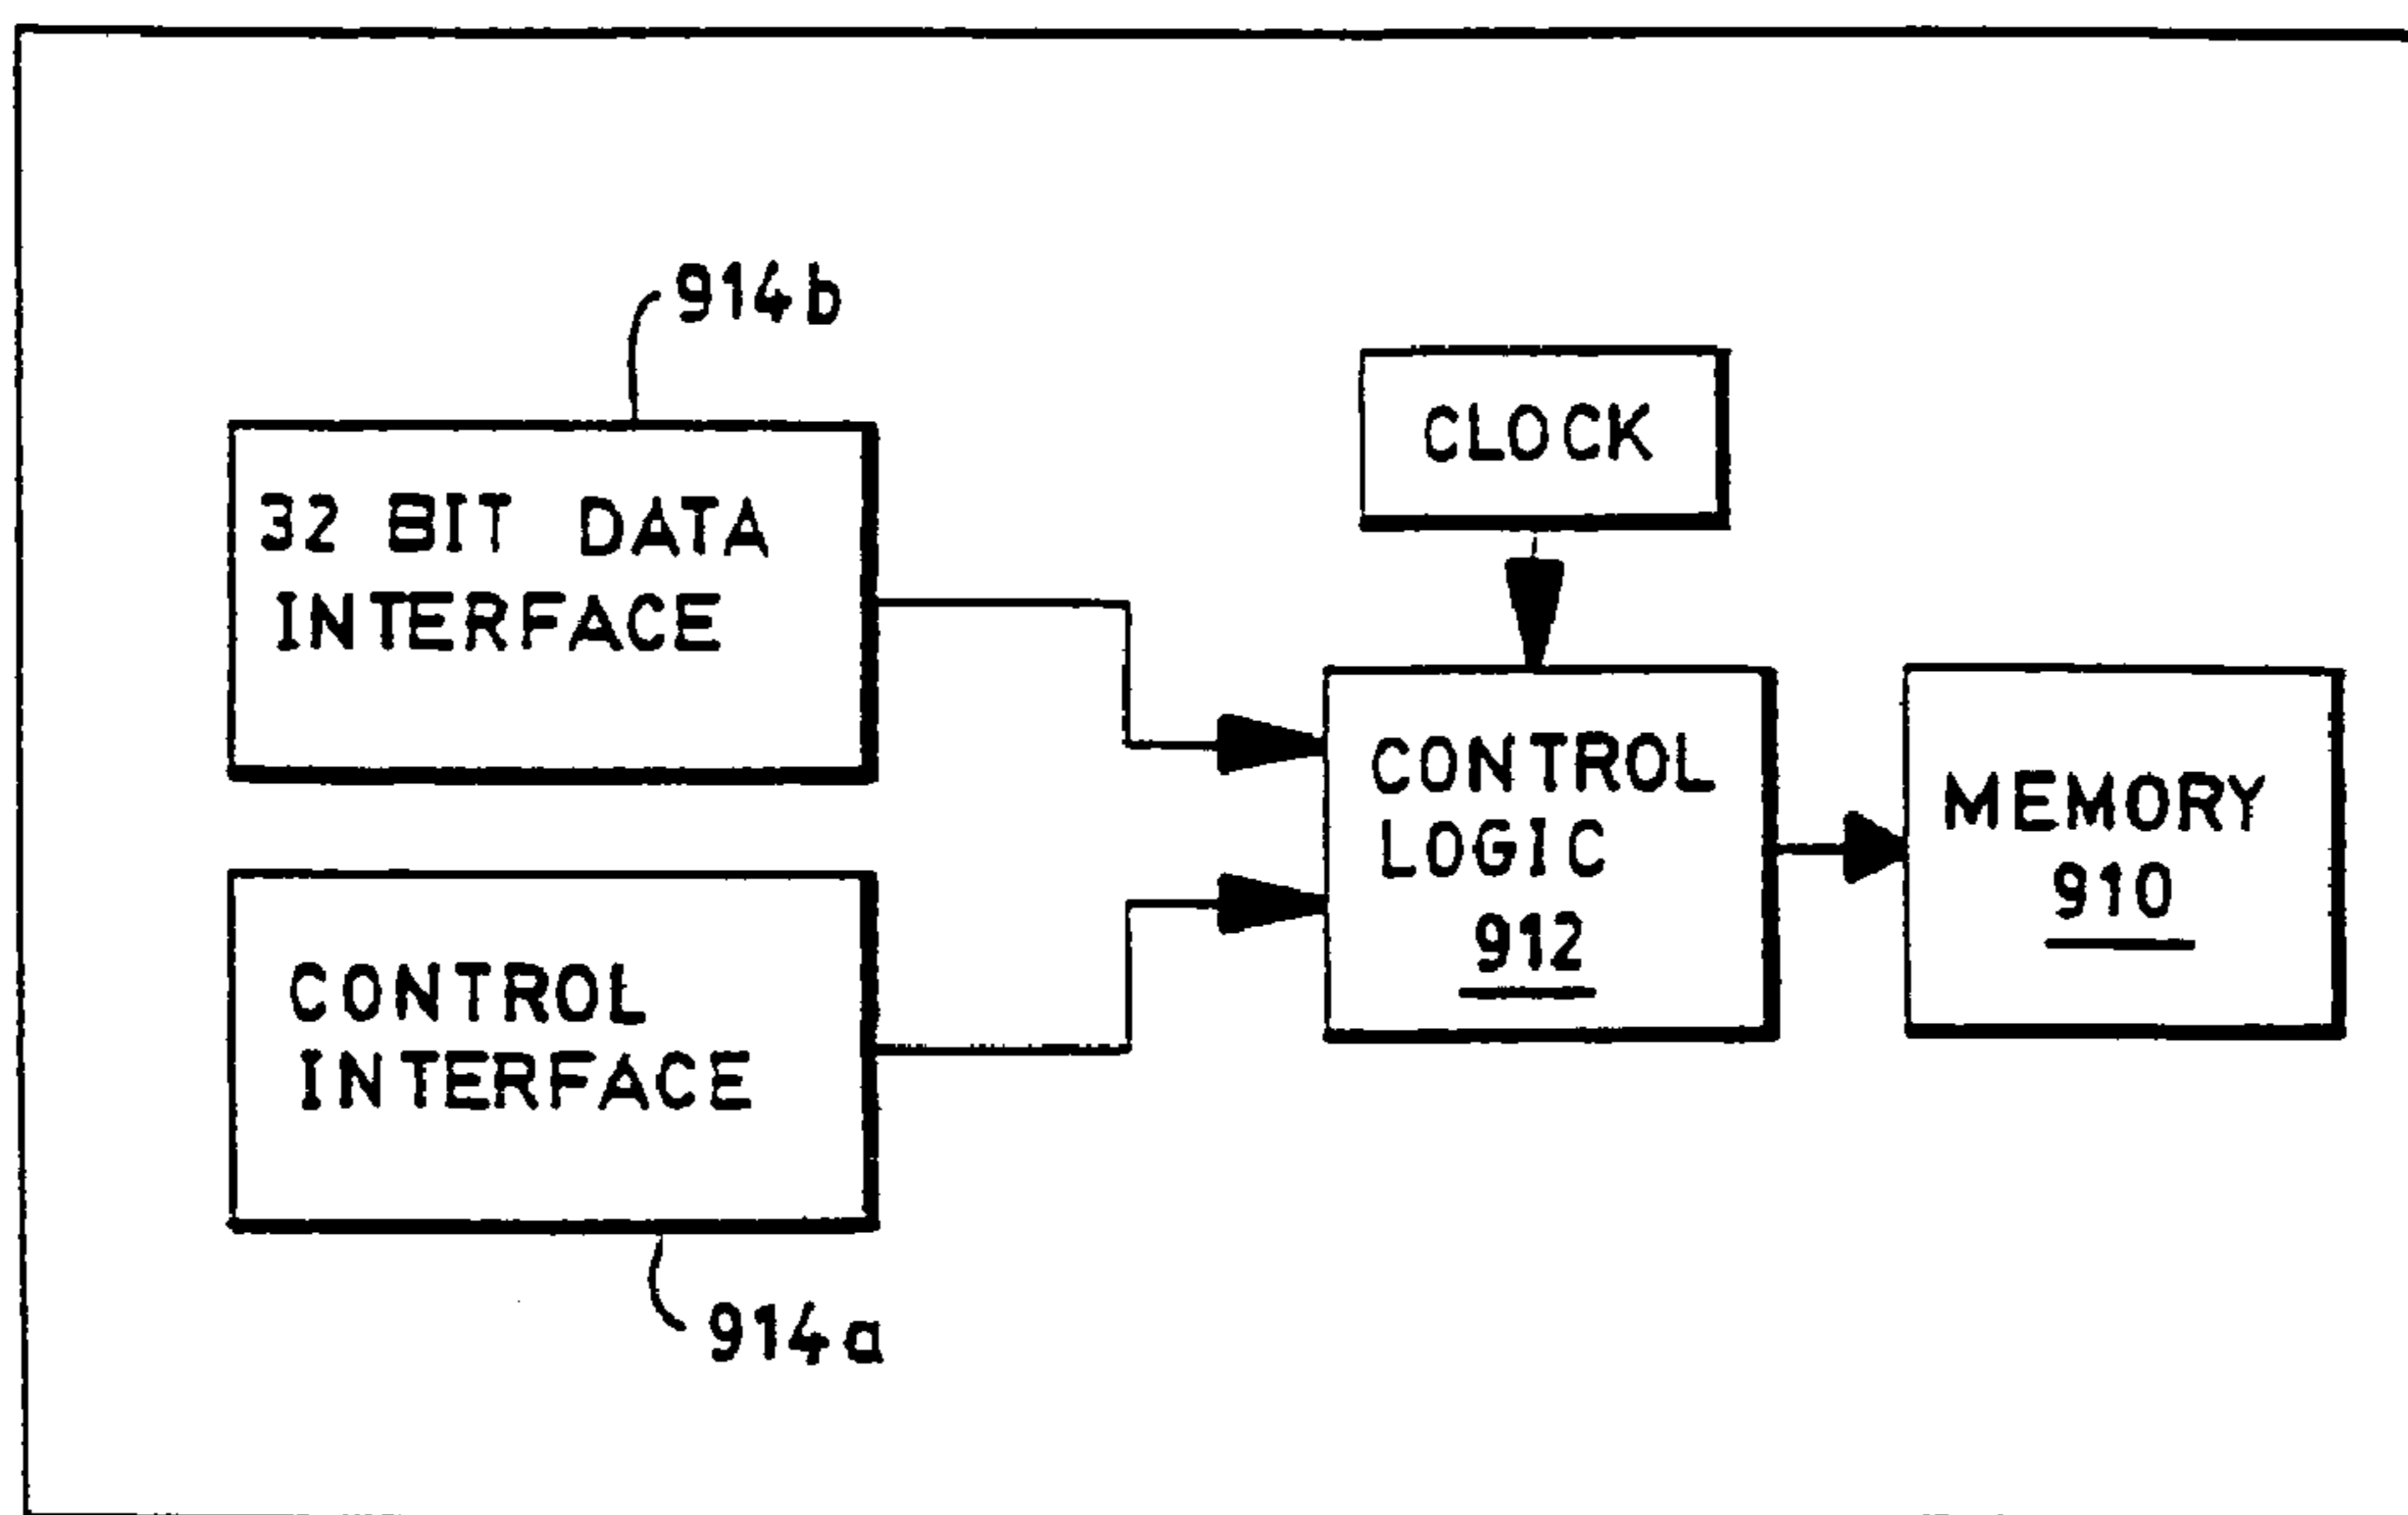 914b
32 BIT DATA
INTERFACE
CLOCK
CONTROL
LOGIC
912
MEMORY
910
CONTROL
INTERFACE
914a